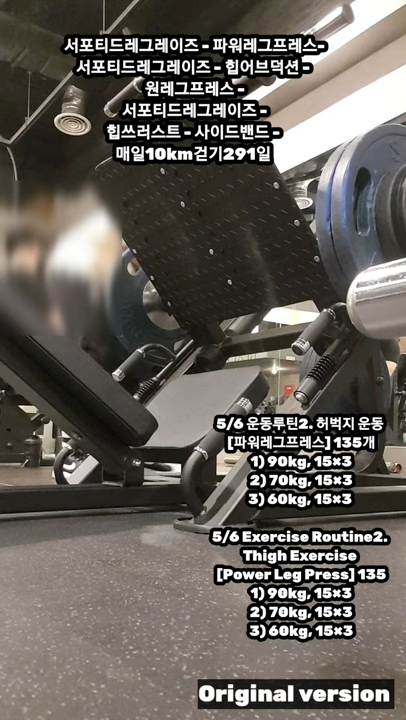 서포티드레그레이즈 - 파워레그프레스-
서포티드레그레이즈 - 힙어브덕션 -
원레그프레스 -
서포티드레그레이즈 -
힙쓰러스트 - 사이드밴드 -
매일10km걷기291일
5/6 운동루틴2. 허벅지 운동
[파워레그프레스] 135개
1) 90kg, 15×3
2) 70kg, 15×3
3) 60kg, 15×3
5/6 Exercise Routine2.
Thigh Exercise
[Power Leg Press] 135
1) 90kg, 15×3
2) 70kg, 15×3
3) 60kg, 15×3
Original version